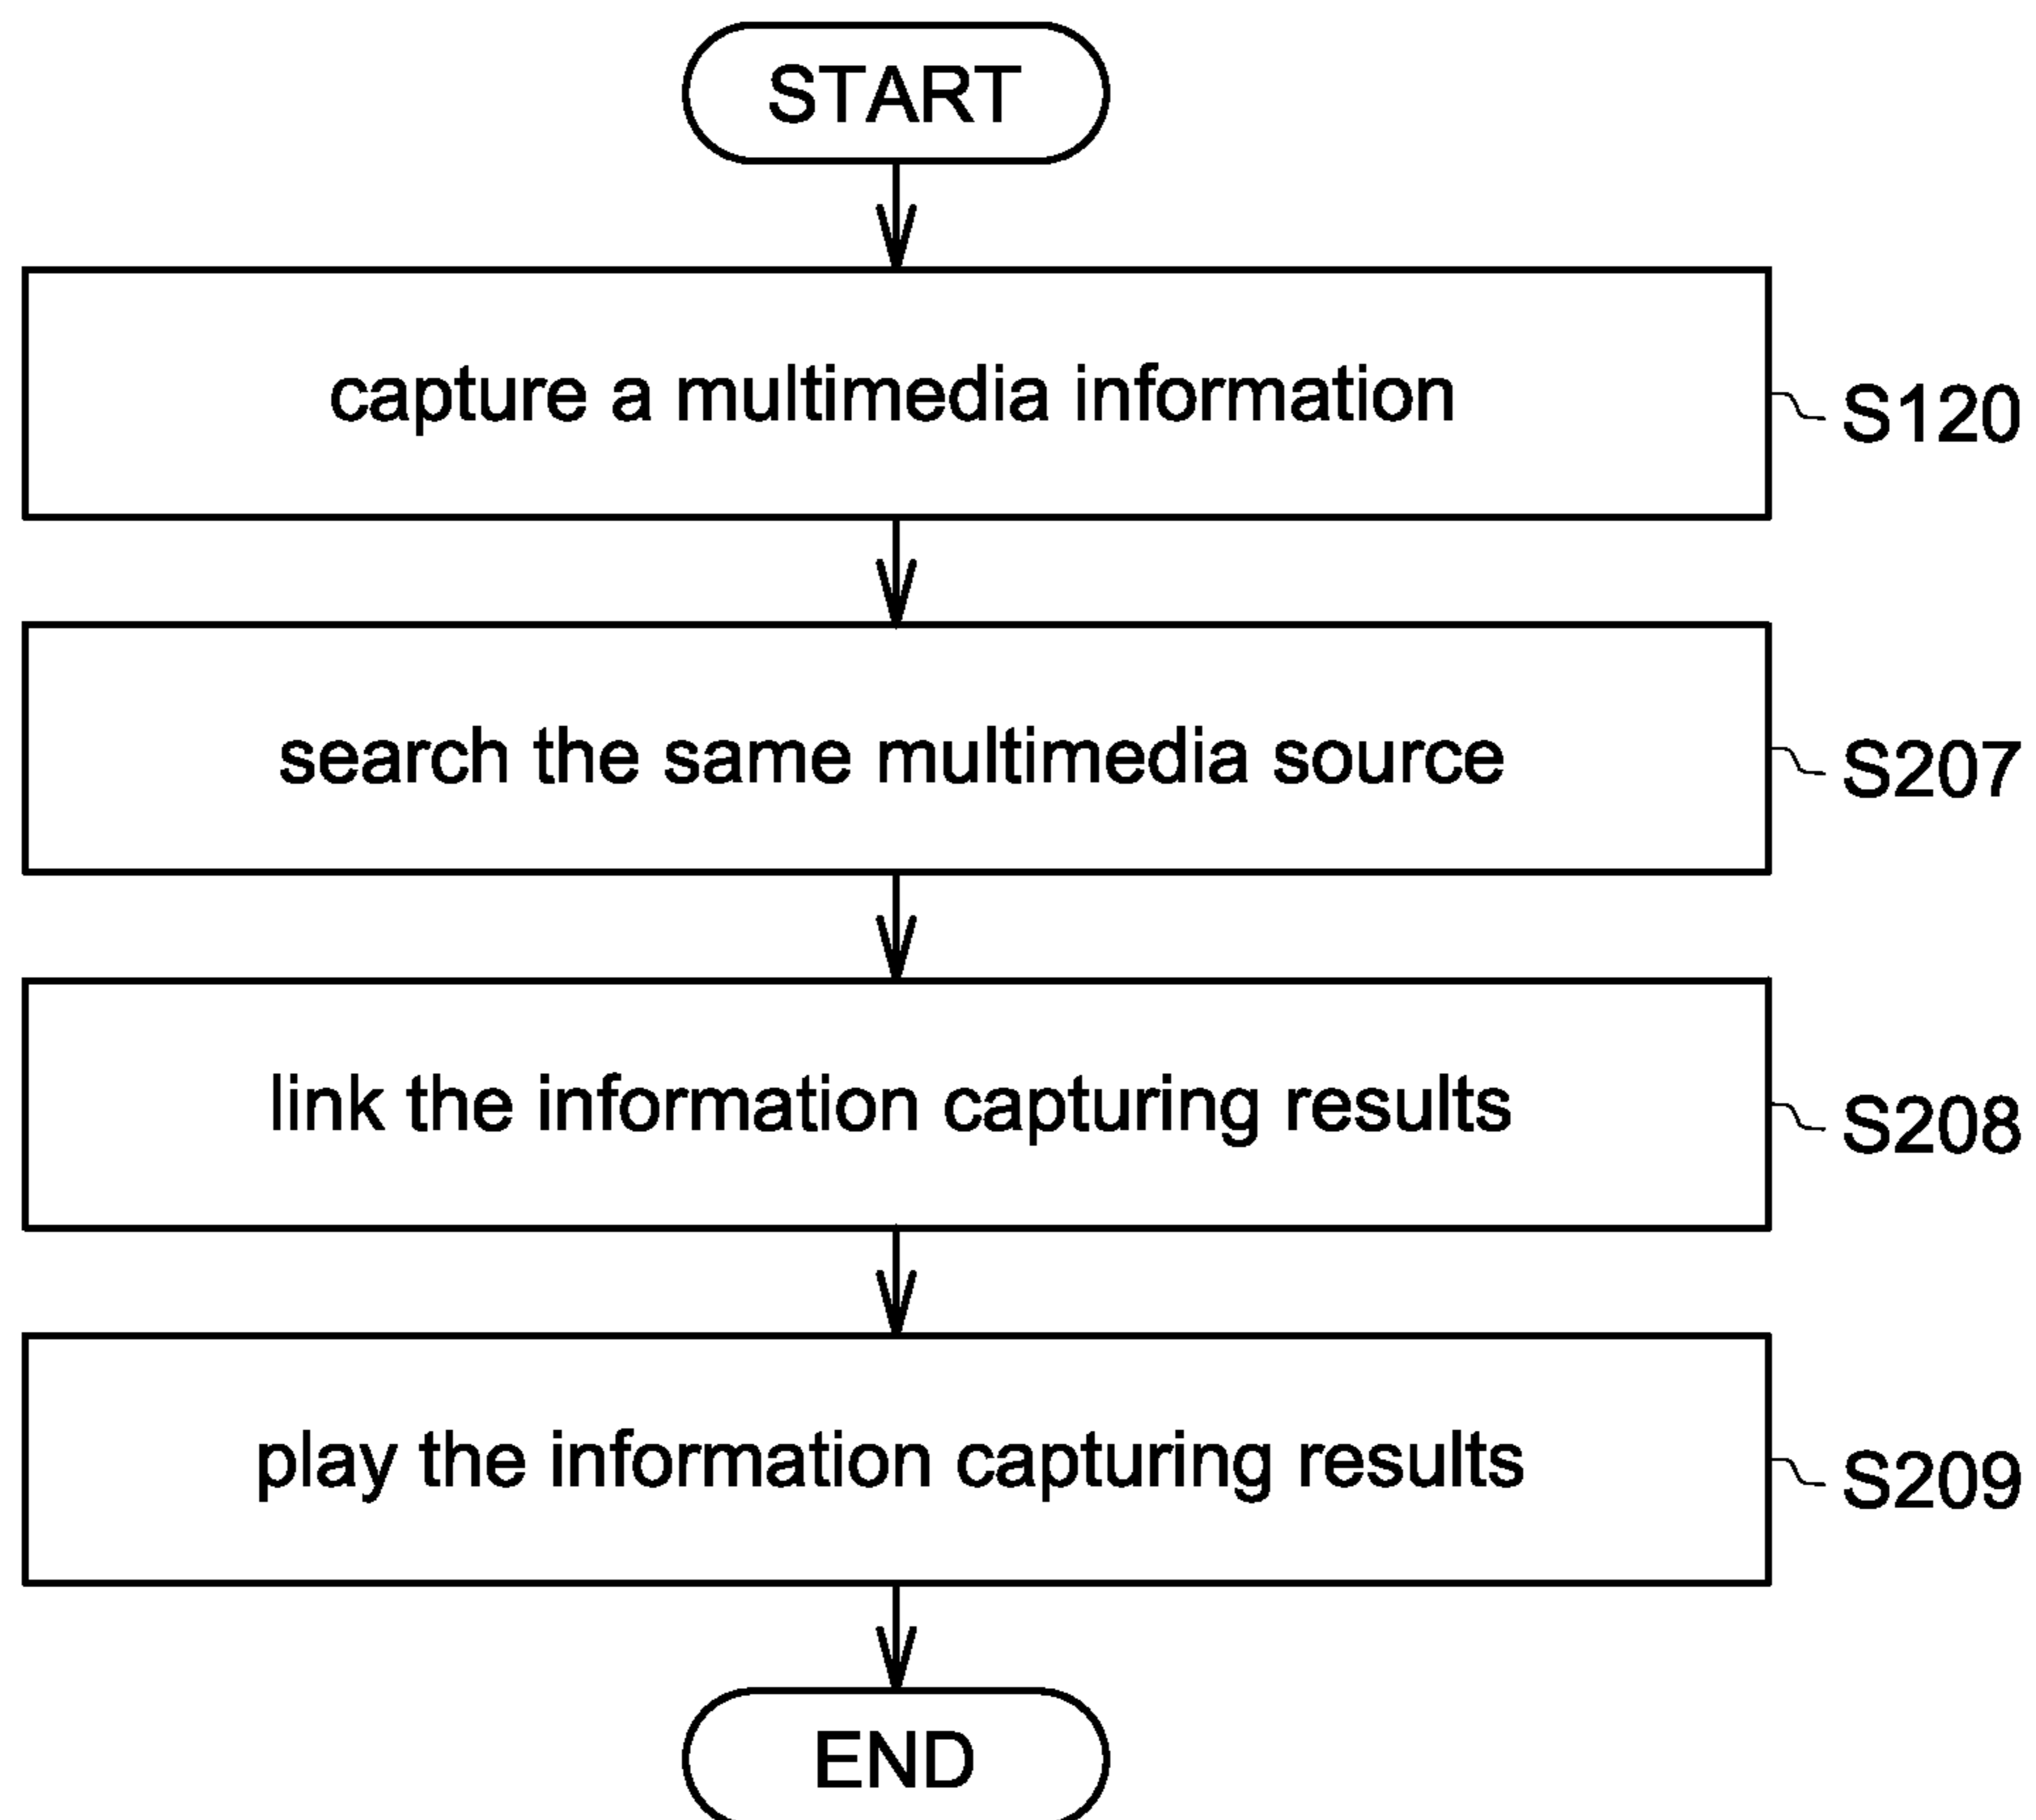 START
capture a multimedia information
S120
search the same multimedia source
S207
link the information capturing results
S208
play the information capturing results
S209
END